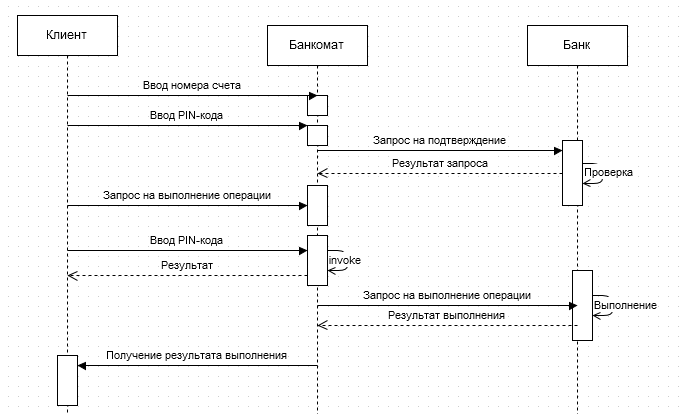 Клиент
Банкомат
Банк
Ввод номера счета
Ввод PIN-кода
Запрос на подтверждение
Результат запроса
Проверка
Запрос на выполнение операции
Ввод PIN-кода
invoke
Результат
Запрос на выполнение операции
Выполнение
Результат выполнения
Получение результата выполнения